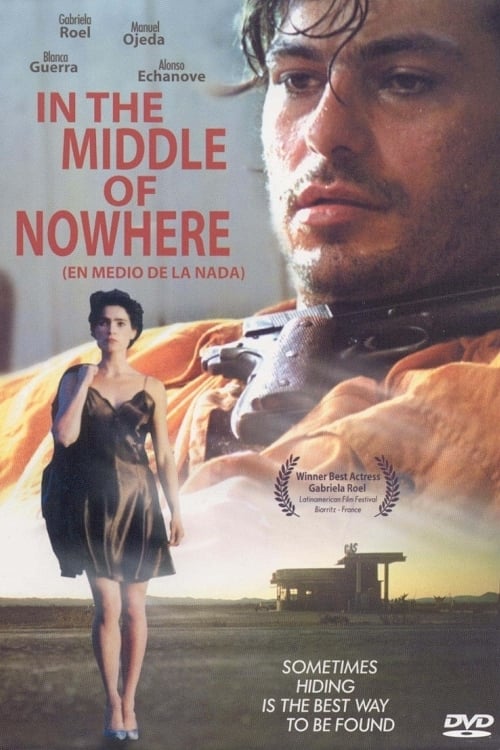 Gabriela
Roel
Manuel
Ojeda
Blanca
Guerra
Alonso
Echanove
IN THE
MIDDLE
OF
NOWHERE
(EN MEDIO DE LA NADA)
Winner Best Actress
Gabriela Roel
Latinamerican Film Festival
Biarritz - France
GAS
SOMETIMES
HIDING
IS THE BEST WAY
TO BE FOUND
DVD